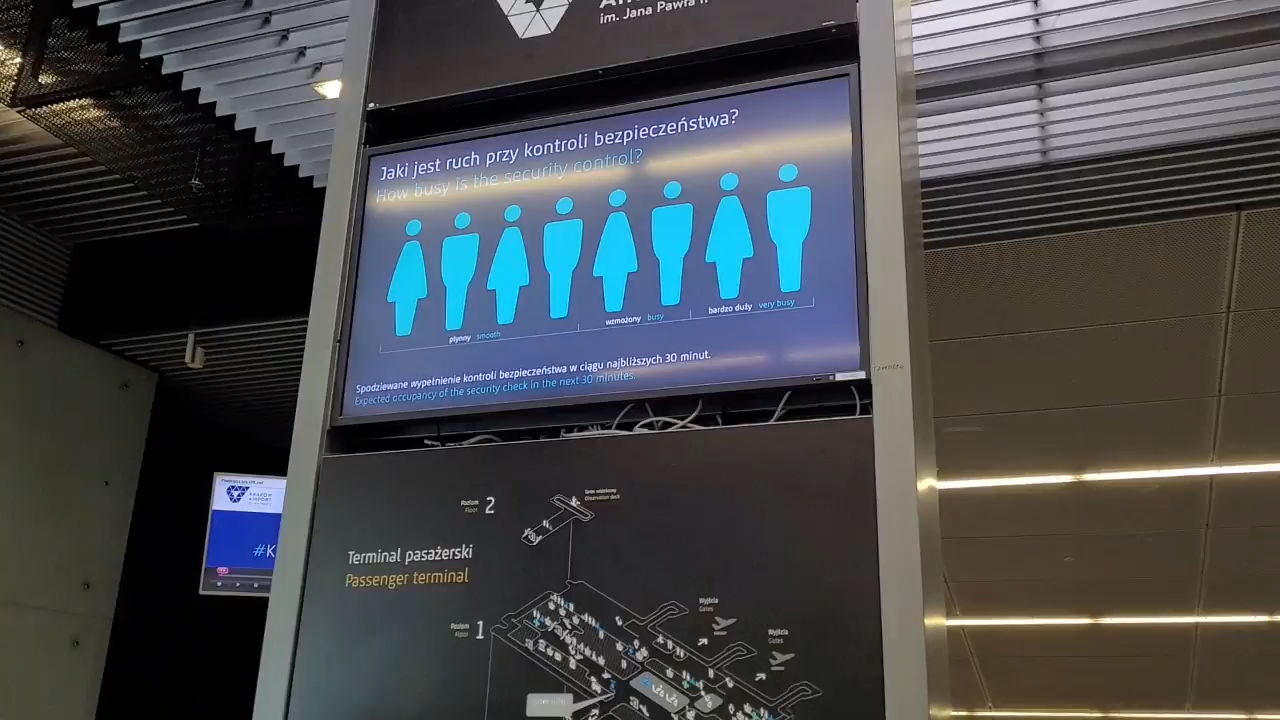 im. Jana Pawła II
Jaki jest ruch przy kontroli bezpieczeństwa?
How busy is the security control?
płynny smooth
wzmożony busy
bardzo duży very busy
Spodziewane wypełnienie kontroli bezpieczeństwa w ciągu najbliższych 30 minut.
Expected occupancy of the security check in the next 30 minutes.
KRAKOW
AIRPORT
#K
Poziom
Floor
2
Taras widokowy
Observation deck
Terminal pasażerski
Passenger terminal
Poziom
Floor
1
Wyjścia
Gates
Wyjścia
Gates